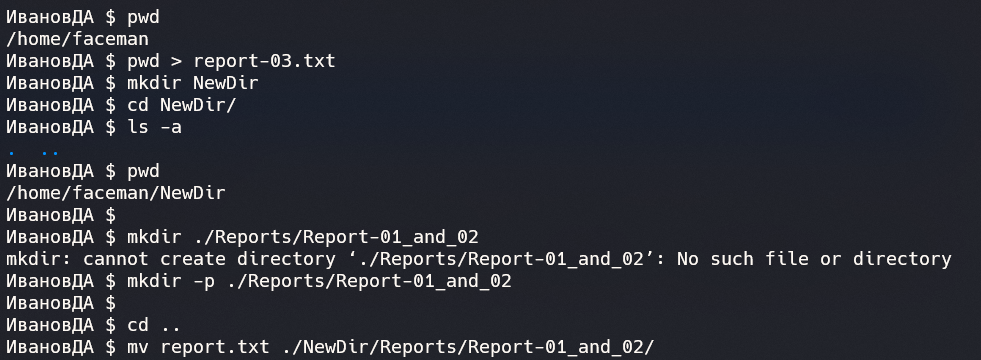 ИвановДА $ pwd
/home/faceman
ИвановДА $ pwd > report-03.txt
ИвановДА $ mkdir NewDir
ИвановДА $ cd NewDir/
ИвановДА $ ls -a
.  ..
ИвановДА $ pwd
/home/faceman/NewDir
ИвановДА $
ИвановДА $ mkdir ./Reports/Report-01_and_02
mkdir: cannot create directory ‘./Reports/Report-01_and_02’: No such file or directory
ИвановДА $ mkdir -p ./Reports/Report-01_and_02
ИвановДА $
ИвановДА $ cd ..
ИвановДА $ mv report.txt ./NewDir/Reports/Report-01_and_02/